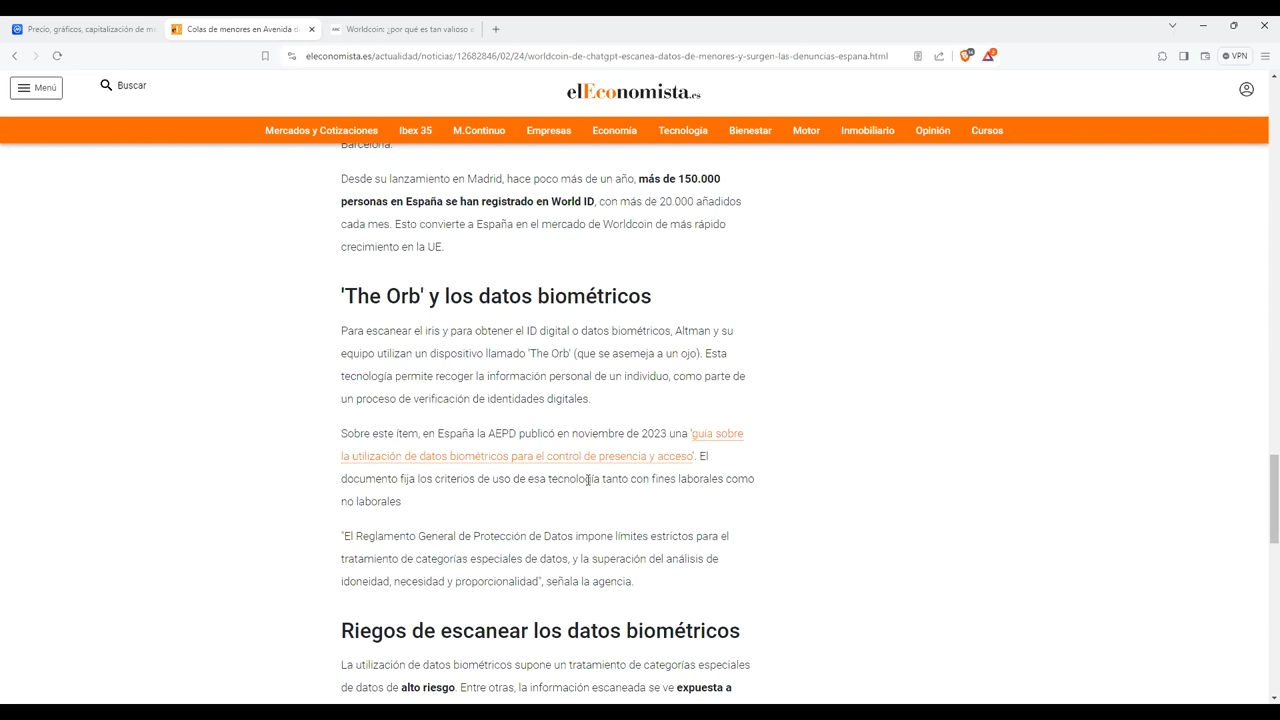 Precio, gráficos, capitalización de m
Colas de menores en Avenida d
Worldcoin: ¿por qué es tan valioso e
eleconomista.es/actualidad/noticias/12682846/02/24/worldcoin-de-chatgpt-escanea-datos-de-menores-y-surgen-las-denuncias-espana.html
VPN
Menú
Buscar
elEconomista.es
Mercados y Cotizaciones Ibex 35 M.Continuo Empresas Economía Tecnología Bienestar Motor Inmobiliario Opinión Cursos
Barcelona.
Desde su lanzamiento en Madrid, hace poco más de un año, más de 150.000
personas en España se han registrado en World ID, con más de 20.000 añadidos
cada mes. Esto convierte a España en el mercado de Worldcoin de más rápido
crecimiento en la UE.
'The Orb' y los datos biométricos
Para escanear el iris y para obtener el ID digital o datos biométricos, Altman y su
equipo utilizan un dispositivo llamado 'The Orb' (que se asemeja a un ojo). Esta
tecnología permite recoger la información personal de un individuo, como parte de
un proceso de verificación de identidades digitales.
Sobre este ítem, en España la AEPD publicó en noviembre de 2023 una 'guía sobre
la utilización de datos biométricos para el control de presencia y acceso'. El
documento fija los criterios de uso de esa tecnología tanto con fines laborales como
no laborales
"El Reglamento General de Protección de Datos impone límites estrictos para el
tratamiento de categorías especiales de datos, y la superación del análisis de
idoneidad, necesidad y proporcionalidad", señala la agencia.
Riegos de escanear los datos biométricos
La utilización de datos biométricos supone un tratamiento de categorías especiales
de datos de alto riesgo. Entre otras, la información escaneada se ve expuesta a